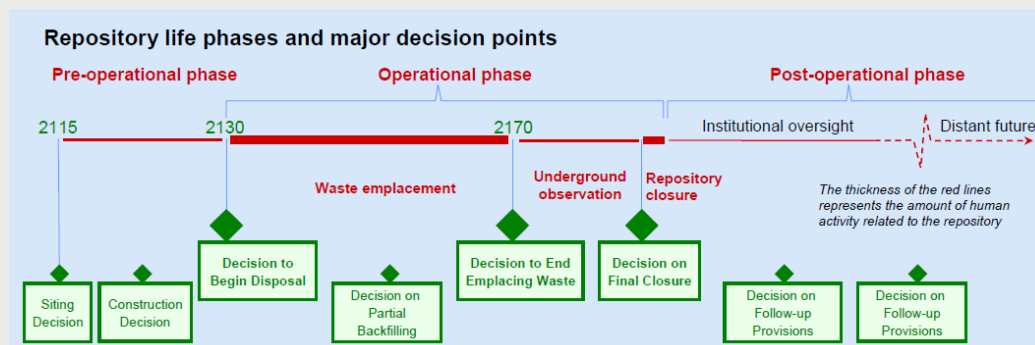 Repository life phases and major decision points
Pre-operational phase
Operational phase
Post-operational phase
2115
2130
2170
Institutional oversight
Distant future
Waste emplacement
Underground
observation
Repository
closure
The thickness of the red lines
represents the amount of human
activity related to the repository
Siting
Decision
Construction
Decision
Decision to
Begin Disposal
Decision on
Partial
Backfilling
Decision to End
Emplacing Waste
Decision on
Final Closure
Decision on
Follow-up
Provisions
Decision on
Follow-up
Provisions